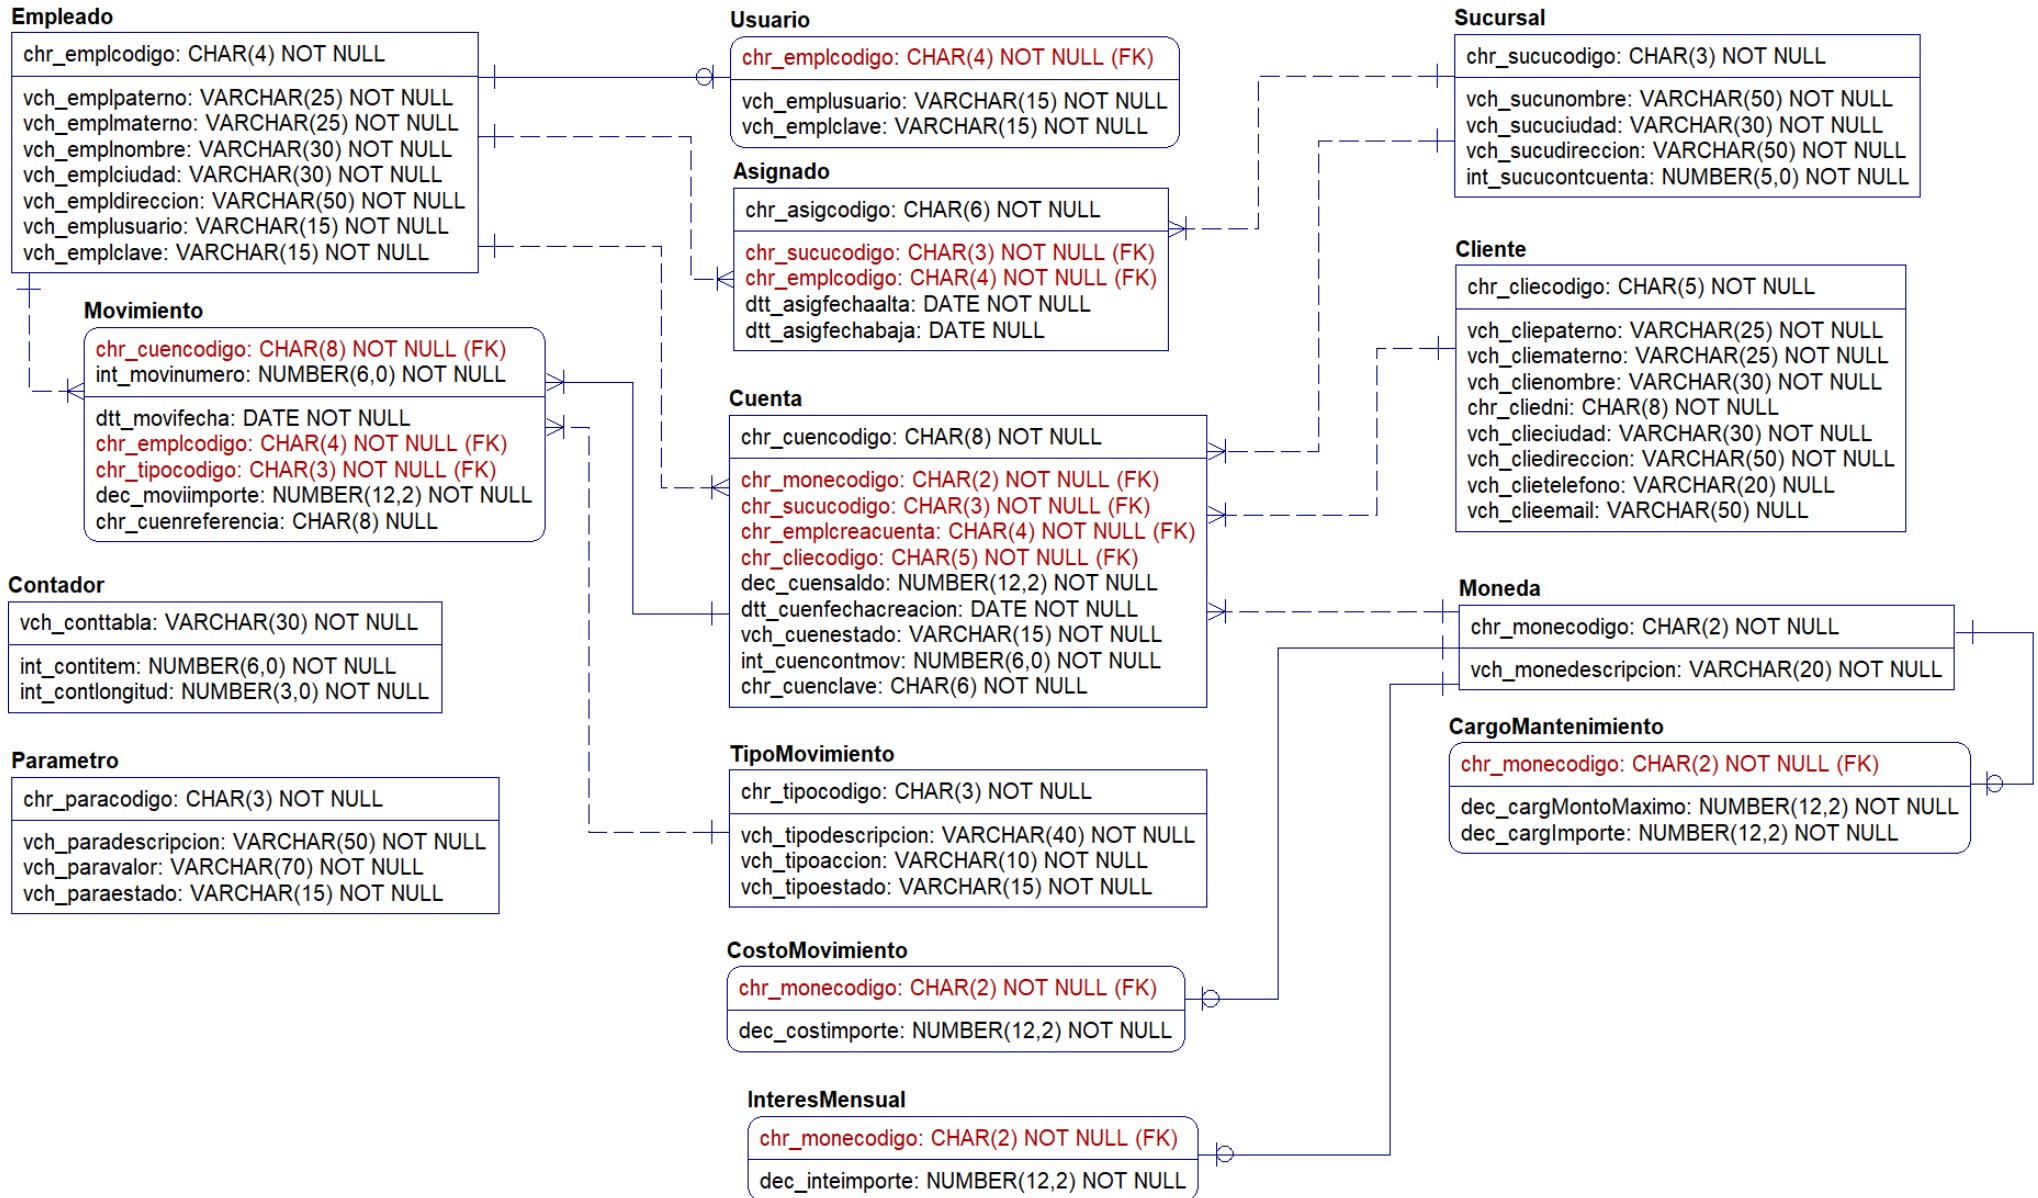 Empleado
chr_emplcodigo: CHAR(4) NOT NULL
vch_emplpaterno: VARCHAR(25) NOT NULL
vch_emplmaterno: VARCHAR(25) NOT NULL
vch_emplnombre: VARCHAR(30) NOT NULL
vch_emplciudad: VARCHAR(30) NOT NULL
vch_empldireccion: VARCHAR(50) NOT NULL
vch_emplusuario: VARCHAR(15) NOT NULL
vch_emplclave: VARCHAR(15) NOT NULL
Usuario
chr_emplcodigo: CHAR(4) NOT NULL (FK)
vch_emplusuario: VARCHAR(15) NOT NULL
vch_emplclave: VARCHAR(15) NOT NULL
Sucursal
chr_sucucodigo: CHAR(3) NOT NULL
vch_sucunombre: VARCHAR(50) NOT NULL
vch_sucuciudad: VARCHAR(30) NOT NULL
vch_sucudireccion: VARCHAR(50) NOT NULL
int_sucucontcuenta: NUMBER(5,0) NOT NULL
Asignado
chr_asigcodigo: CHAR(6) NOT NULL
chr_sucucodigo: CHAR(3) NOT NULL (FK)
chr_emplcodigo: CHAR(4) NOT NULL (FK)
dtt_asigfechaalta: DATE NOT NULL
dtt_asigfechabaja: DATE NULL
Cliente
chr_cliecodigo: CHAR(5) NOT NULL
vch_cliepaterno: VARCHAR(25) NOT NULL
vch_cliematerno: VARCHAR(25) NOT NULL
vch_clienombre: VARCHAR(30) NOT NULL
chr_cliedni: CHAR(8) NOT NULL
vch_clieciudad: VARCHAR(30) NOT NULL
vch_cliedireccion: VARCHAR(50) NOT NULL
vch_clietelefono: VARCHAR(20) NULL
vch_clieemail: VARCHAR(50) NULL
Movimiento
chr_cuencodigo: CHAR(8) NOT NULL (FK)
int_movinumero: NUMBER(6,0) NOT NULL
dtt_movifecha: DATE NOT NULL
chr_emplcodigo: CHAR(4) NOT NULL (FK)
chr_tipocodigo: CHAR(3) NOT NULL (FK)
dec_moviimporte: NUMBER(12,2) NOT NULL
chr_cuenreferencia: CHAR(8) NULL
Cuenta
chr_cuencodigo: CHAR(8) NOT NULL
chr_monecodigo: CHAR(2) NOT NULL (FK)
chr_sucucodigo: CHAR(3) NOT NULL (FK)
chr_emplcreacuenta: CHAR(4) NOT NULL (FK)
chr_cliecodigo: CHAR(5) NOT NULL (FK)
dec_cuensaldo: NUMBER(12,2) NOT NULL
dtt_cuenfechacreacion: DATE NOT NULL
vch_cuenestado: VARCHAR(15) NOT NULL
int_cuencontmov: NUMBER(6,0) NOT NULL
chr_cuenclave: CHAR(6) NOT NULL
Contador
vch_conttabla: VARCHAR(30) NOT NULL
int_contitem: NUMBER(6,0) NOT NULL
int_contlongitud: NUMBER(3,0) NOT NULL
Moneda
chr_monecodigo: CHAR(2) NOT NULL
vch_monedescripcion: VARCHAR(20) NOT NULL
CargoMantenimiento
chr_monecodigo: CHAR(2) NOT NULL (FK)
dec_cargMontoMaximo: NUMBER(12,2) NOT NULL
dec_cargImporte: NUMBER(12,2) NOT NULL
Parametro
chr_paracodigo: CHAR(3) NOT NULL
vch_paradescripcion: VARCHAR(50) NOT NULL
vch_paravalor: VARCHAR(70) NOT NULL
vch_paraestado: VARCHAR(15) NOT NULL
TipoMovimiento
chr_tipocodigo: CHAR(3) NOT NULL
vch_tipodescripcion: VARCHAR(40) NOT NULL
vch_tipoaccion: VARCHAR(10) NOT NULL
vch_tipoestado: VARCHAR(15) NOT NULL
CostoMovimiento
chr_monecodigo: CHAR(2) NOT NULL (FK)
dec_costimporte: NUMBER(12,2) NOT NULL
InteresMensual
chr_monecodigo: CHAR(2) NOT NULL (FK)
dec_inteimporte: NUMBER(12,2) NOT NULL